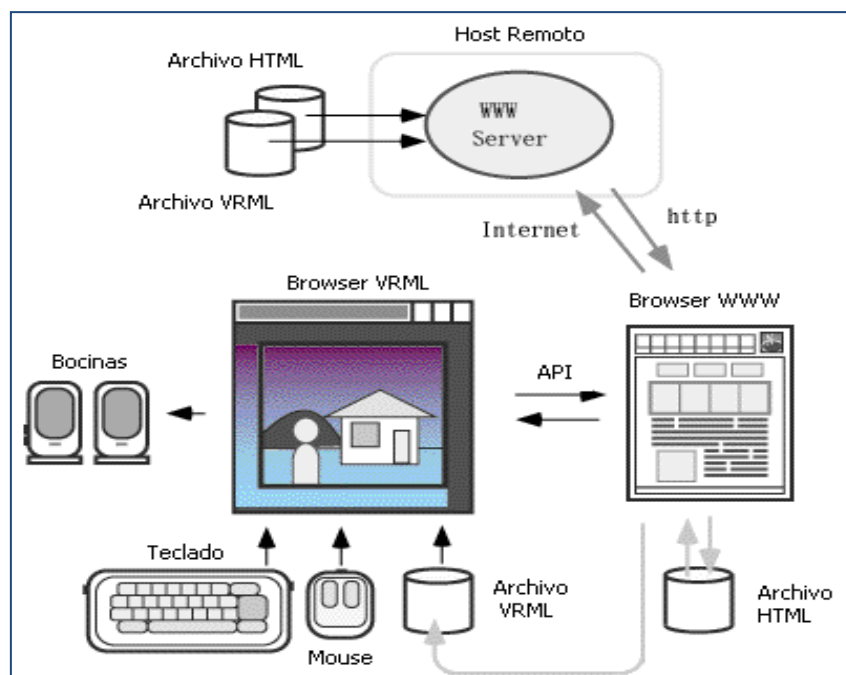 Host Remoto
Archivo HTML
WWW
Server
Archivo VRML
Internet
http
Browser VRML
Browser WWW
Bocinas
API
Teclado
Mouse
Archivo
VRML
Archivo
HTML